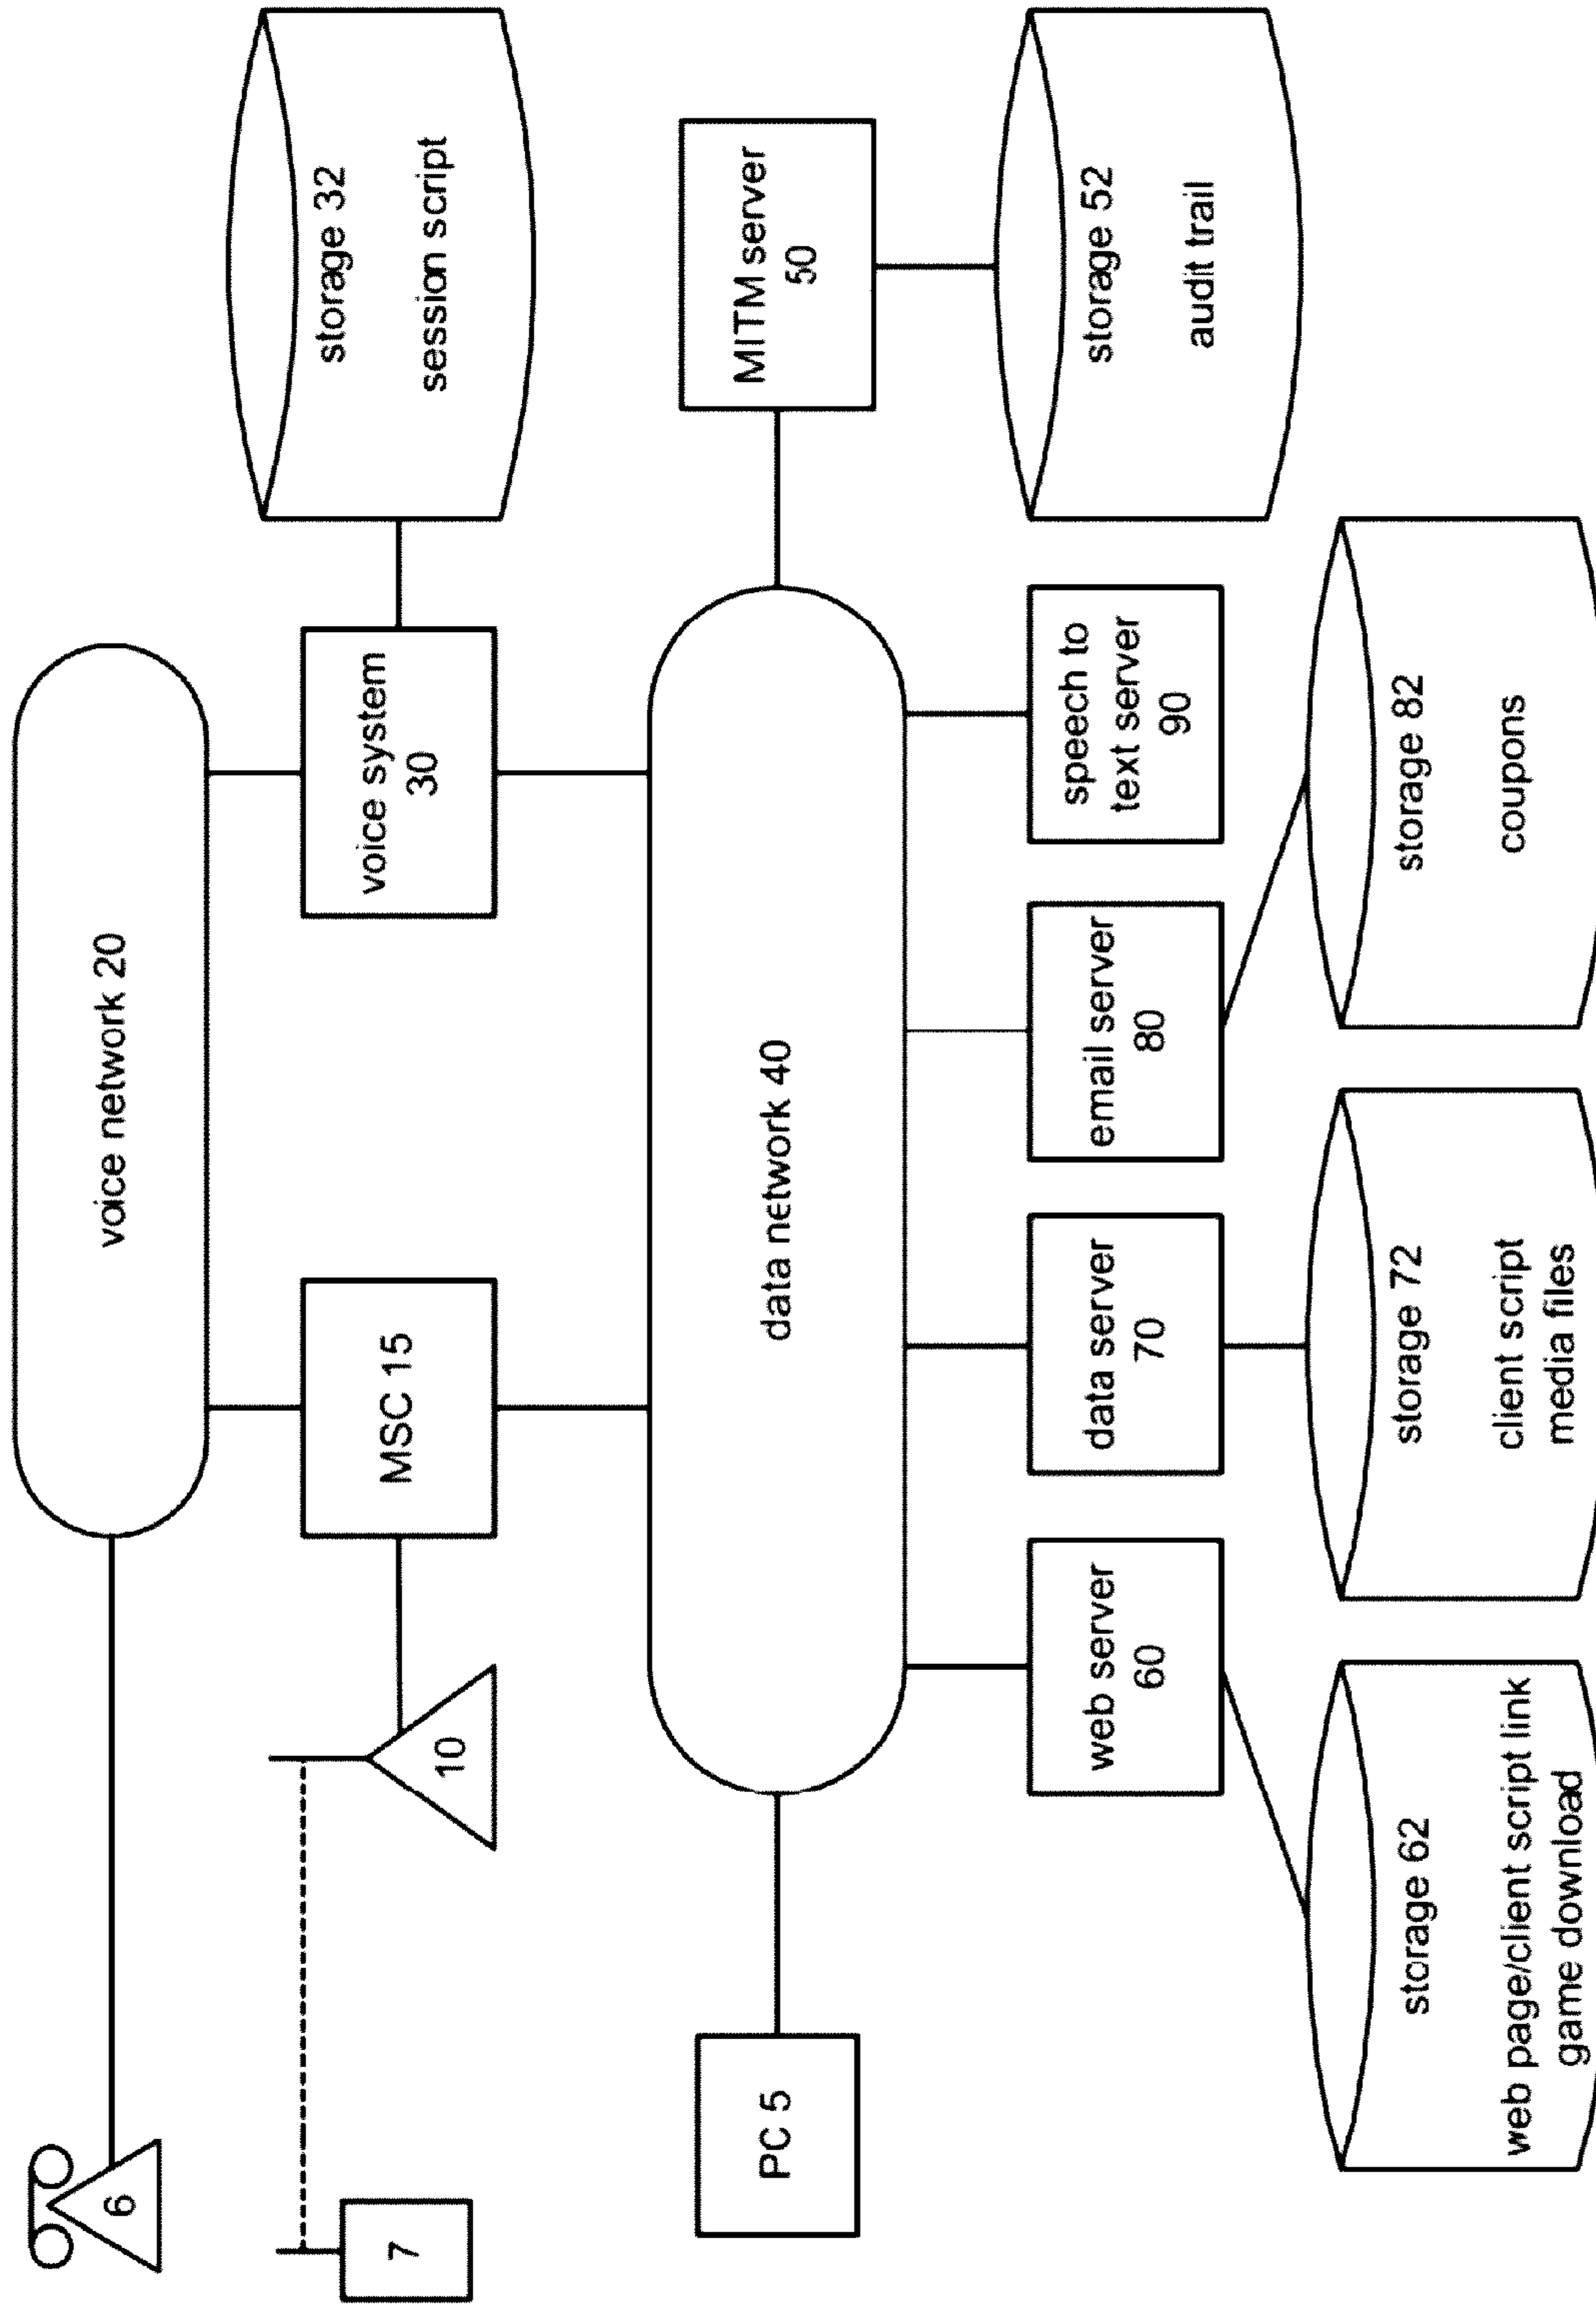 6
voice network 20
7
10
MSC 15
voice system
30
storage 32
session script
PC 5
data network 40
MITM server
50
storage 52
audit trail
web server
60
data server
70
email server
80
speech to
text server
90
storage 62
web page/client script link
game download
storage 72
client script
media files
storage 82
coupons